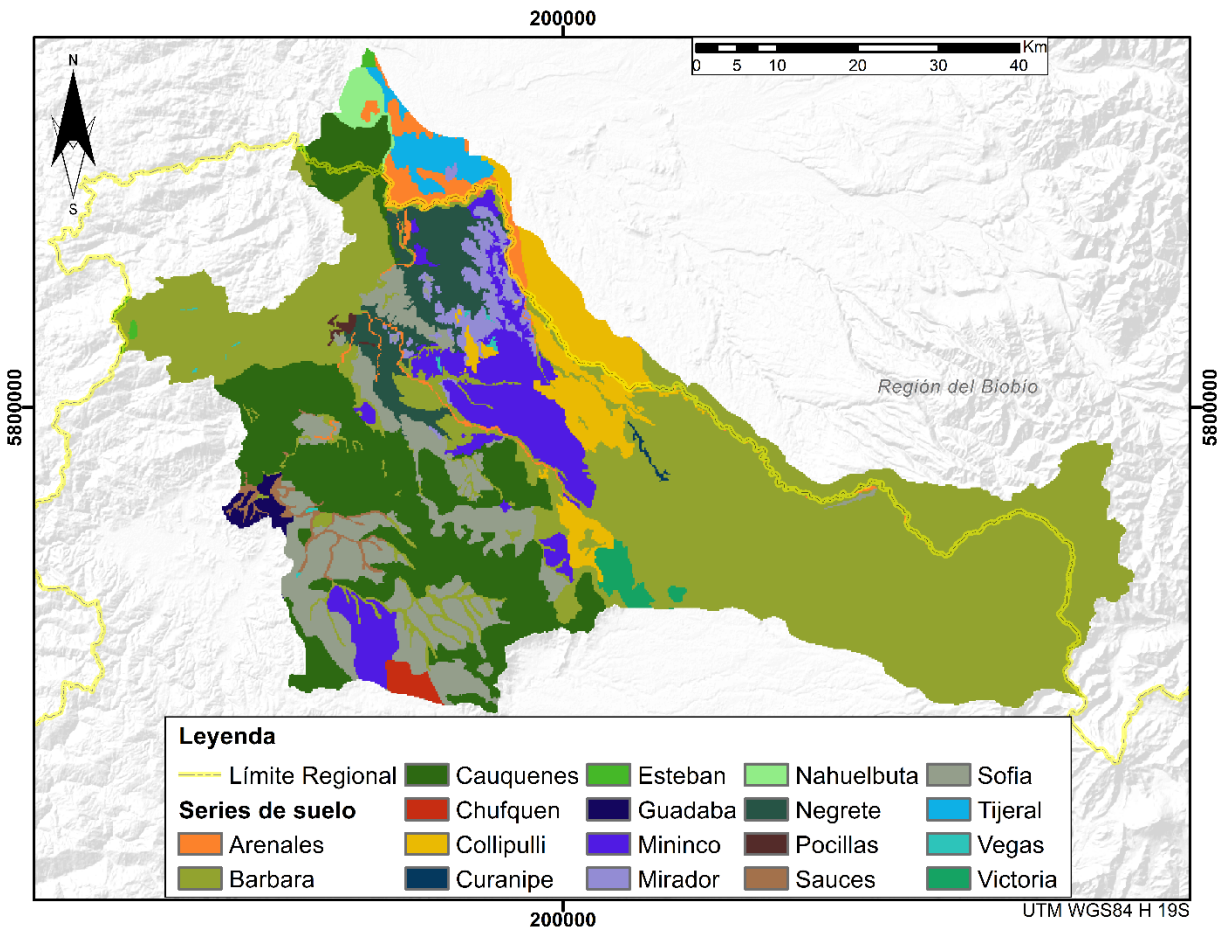 200000
N
S
Km
0 5 10 20 30 40
5800000
5800000
Región del Biobío
Leyenda
Límite Regional
Series de suelo
Arenales
Barbara
Cauquenes
Chufquen
Collipulli
Curanipe
Esteban
Guadaba
Mininco
Mirador
Nahuelbuta
Negrete
Pocillas
Sauces
Sofia
Tijeral
Vegas
Victoria
200000
UTM WGS84 H 19S